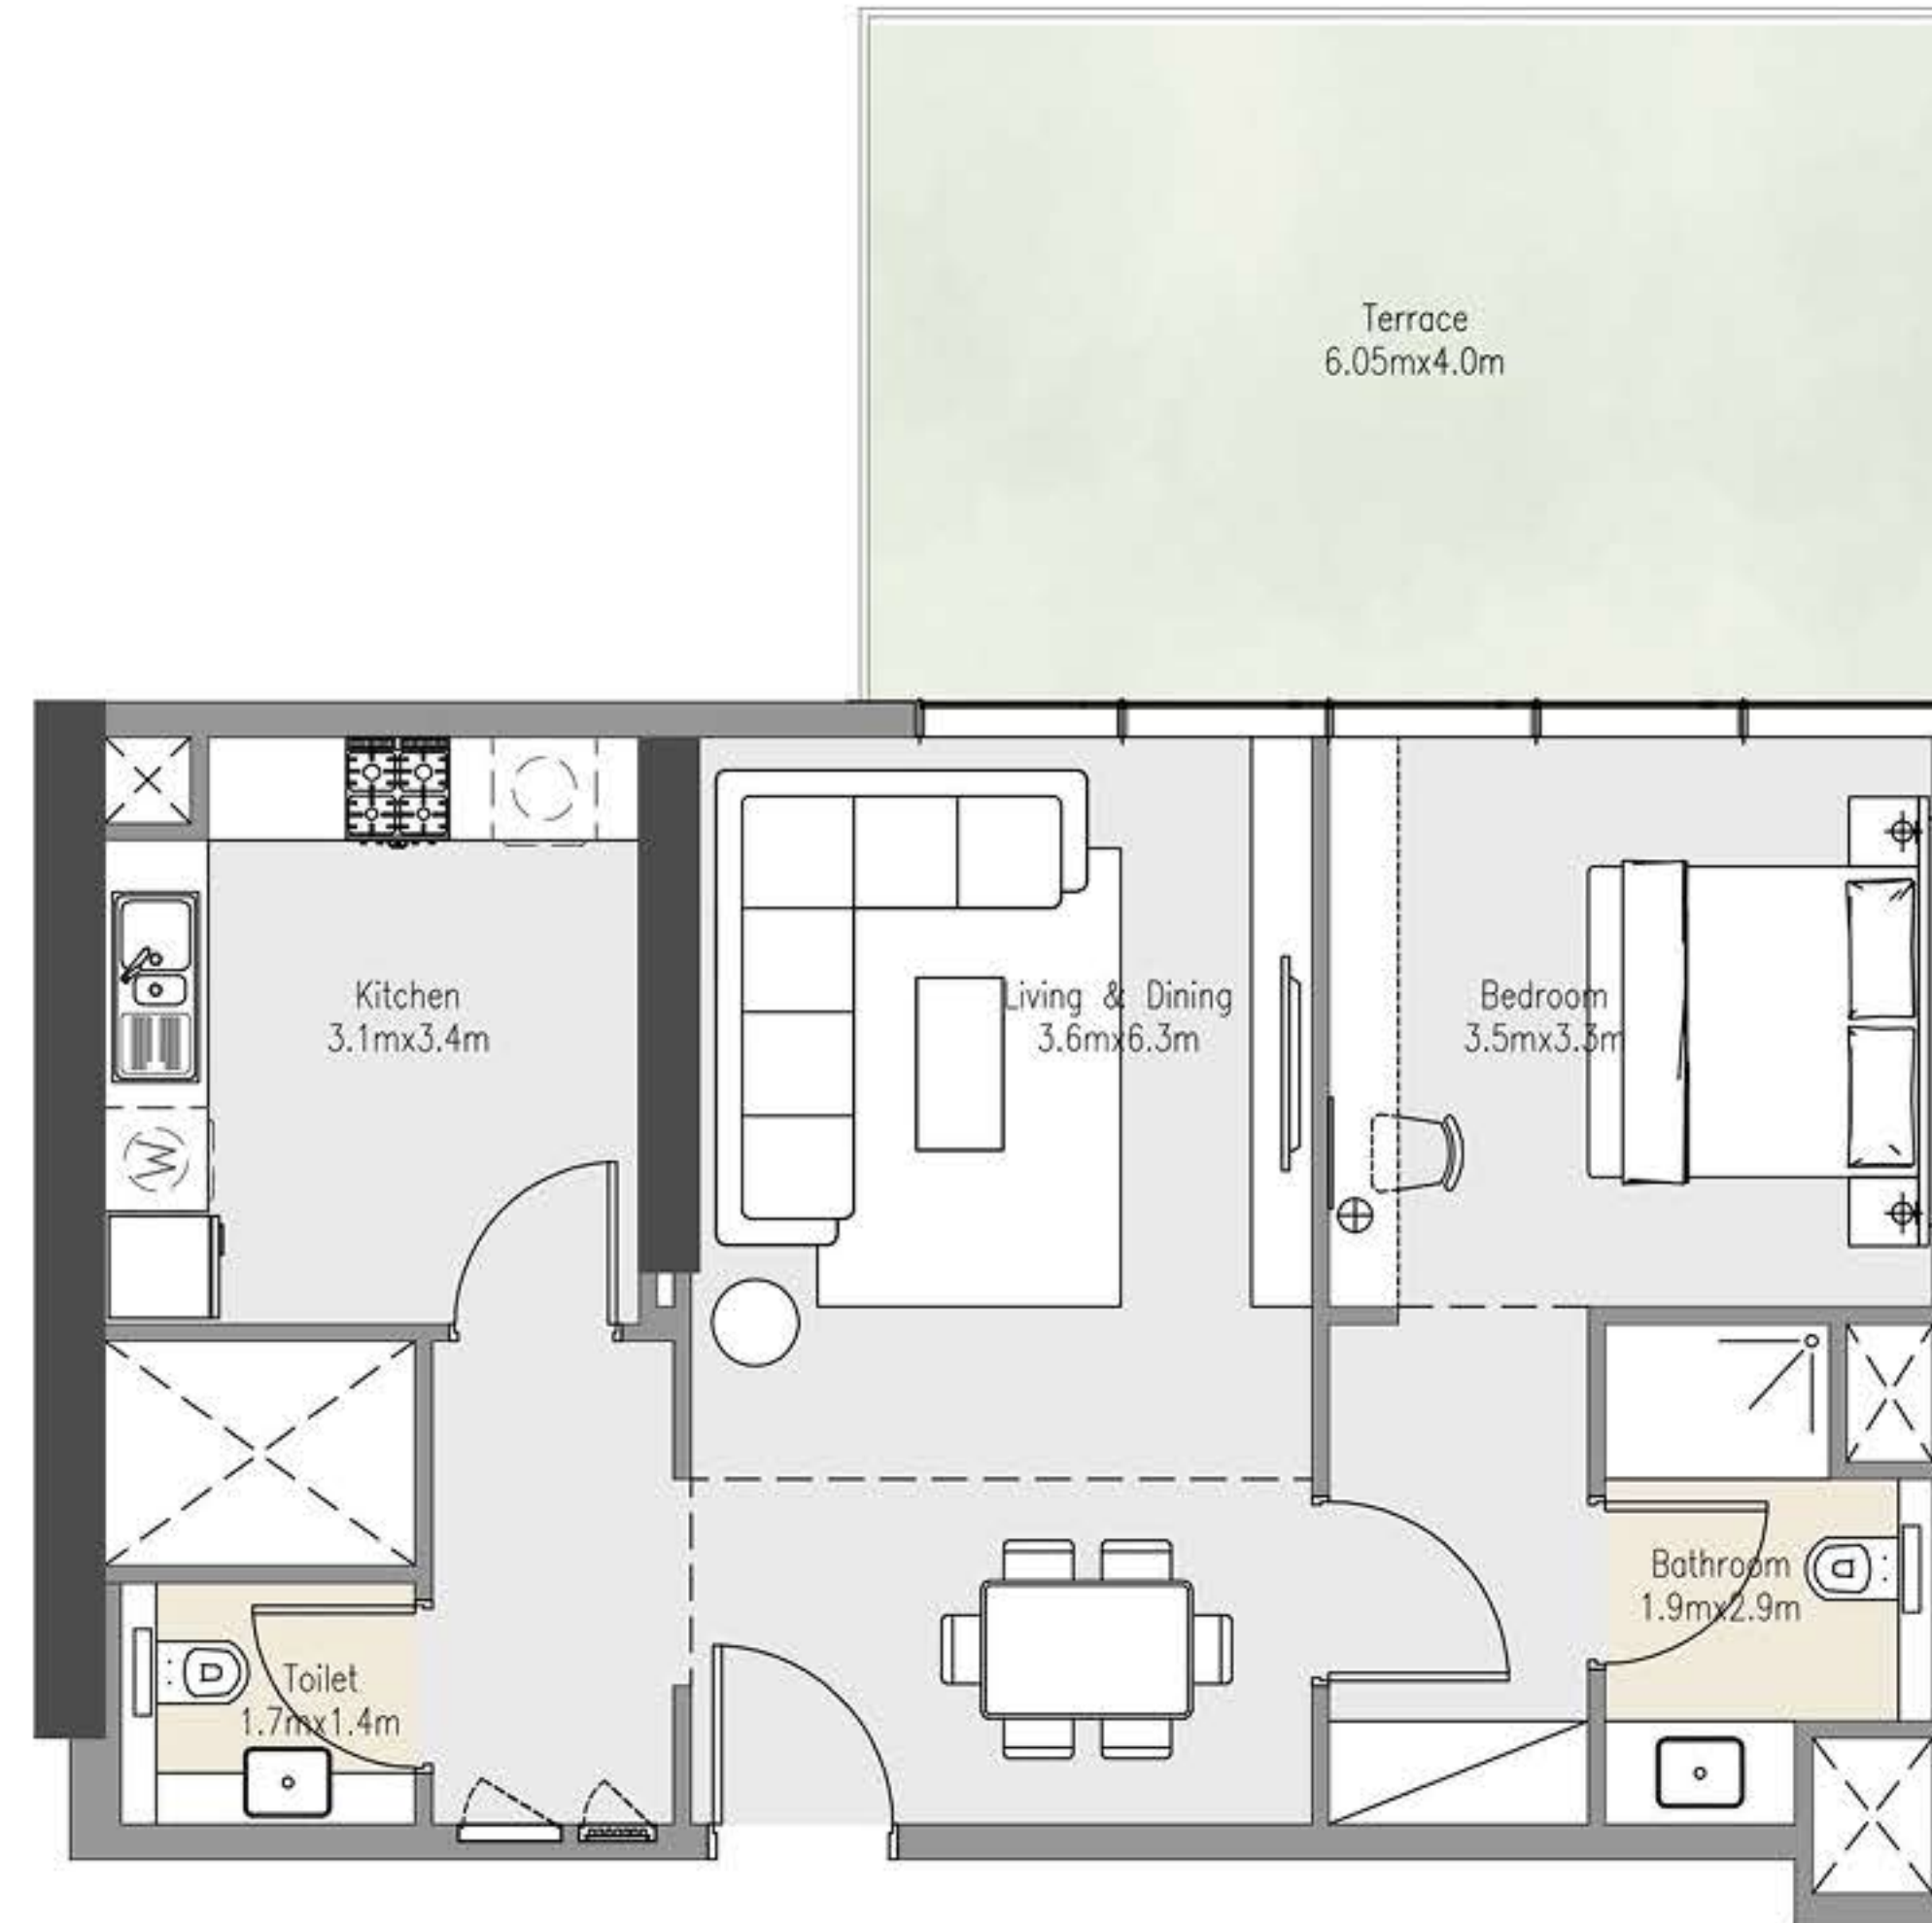 Terrace
6.05mx4.0m
Kitchen
3.1mx3.4m
Living & Dining
3.6mx6.3m
Bedroom
3.5mx3.3m
W
Bathroom
1.9mx2.9m
Toilet
1.7mx1.4m